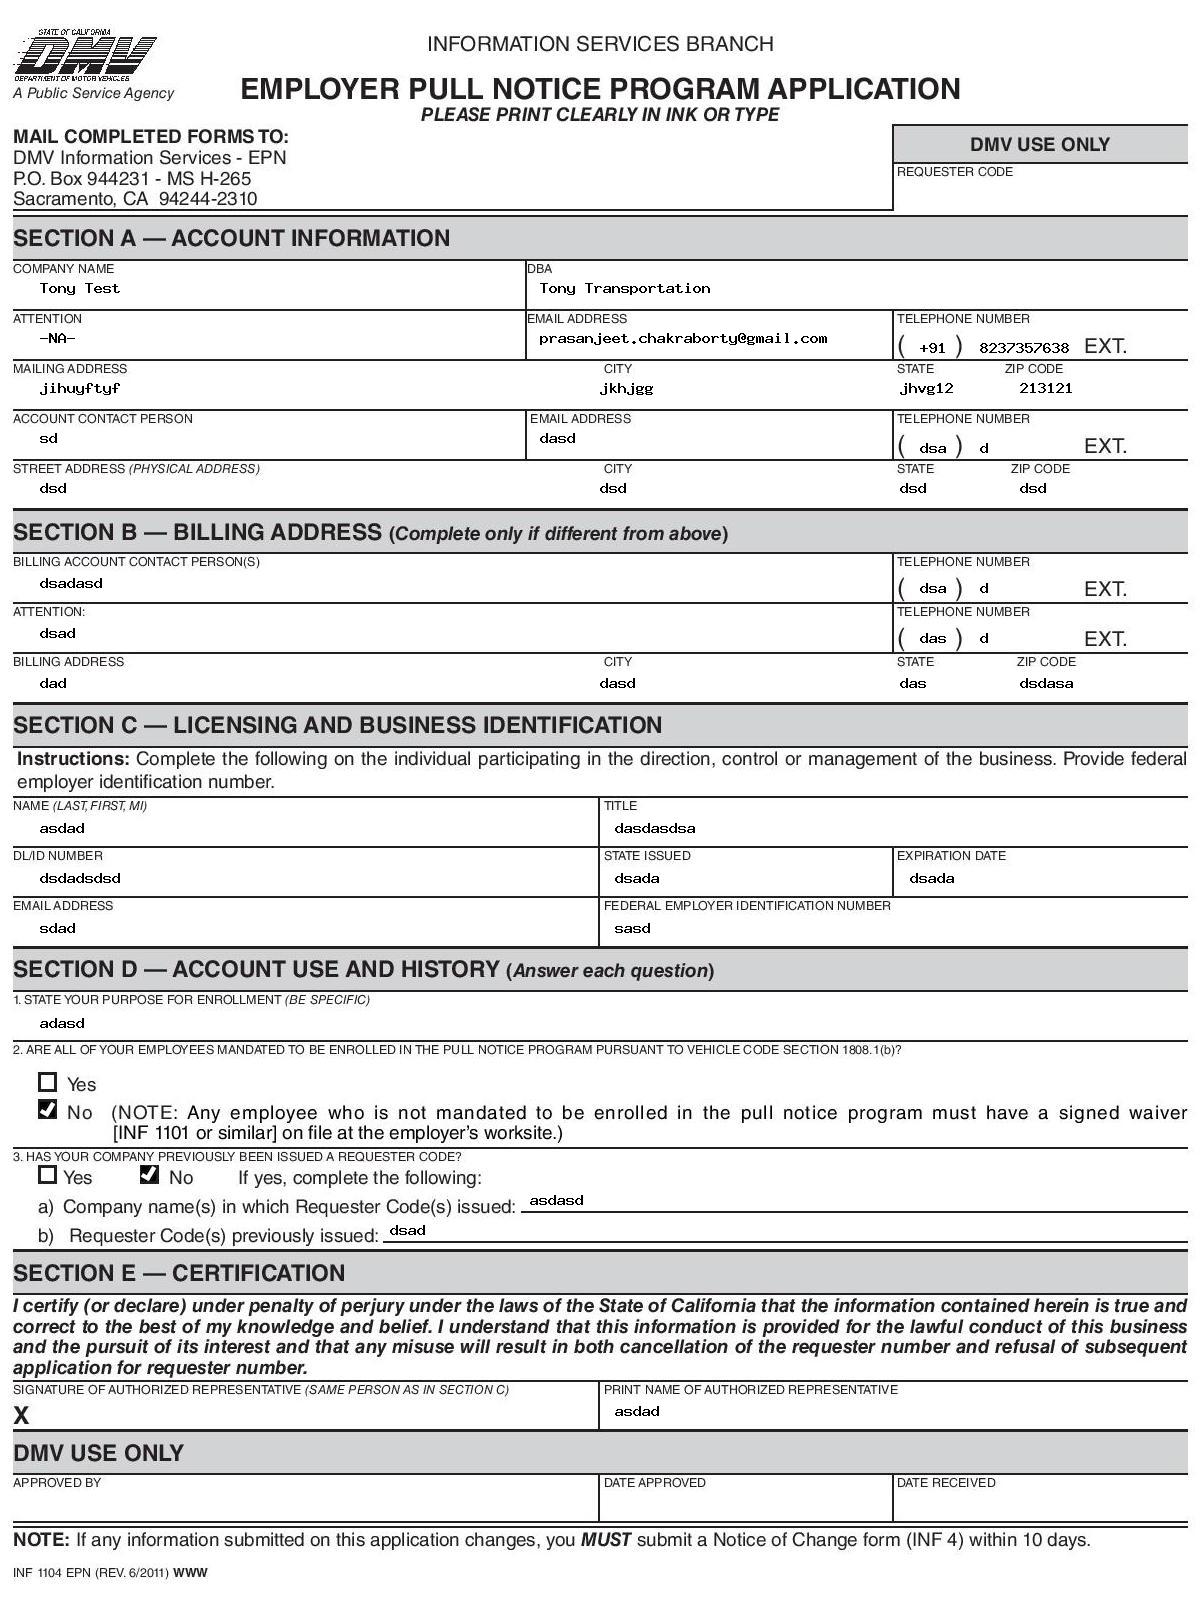 STATE OF CALIFORNIA
DMV
DEPARTMENT OF MOTOR VEHICLES
A Public Service Agency
INFORMATION SERVICES BRANCH
EMPLOYER PULL NOTICE PROGRAM APPLICATION
PLEASE PRINT CLEARLY IN INK OR TYPE
MAIL COMPLETED FORMS TO:
DMV Information Services - EPN
P.O. Box 944231 - MS H-265
Sacramento, CA 94244-2310
DMV USE ONLY
REQUESTER CODE
SECTION A — ACCOUNT INFORMATION
COMPANY NAME DBA
Tony Test Tony Transportation
ATTENTION EMAIL ADDRESS TELEPHONE NUMBER
-NA- prasanjeet.chakraborty@gmail.com ( +91 ) 8237357638 EXT.
MAILING ADDRESS CITY STATE ZIP CODE
jihuyftyf jkhjgg jhvg12 213121
ACCOUNT CONTACT PERSON EMAIL ADDRESS TELEPHONE NUMBER
sd dasd ( dsa ) d EXT.
STREET ADDRESS (PHYSICAL ADDRESS) CITY STATE ZIP CODE
dsd dsd dsd dsd
SECTION B — BILLING ADDRESS (Complete only if different from above)
BILLING ACCOUNT CONTACT PERSON(S) TELEPHONE NUMBER
dsadasd ( dsa ) d EXT.
ATTENTION: TELEPHONE NUMBER
dsad ( das ) d EXT.
BILLING ADDRESS CITY STATE ZIP CODE
dad dasd das dsdasa
SECTION C — LICENSING AND BUSINESS IDENTIFICATION
Instructions: Complete the following on the individual participating in the direction, control or management of the business. Provide federal
employer identification number.
NAME (LAST, FIRST, MI) TITLE
asdad dasdasdsa
DL/ID NUMBER STATE ISSUED EXPIRATION DATE
dsdadsdsd dsada dsada
EMAIL ADDRESS FEDERAL EMPLOYER IDENTIFICATION NUMBER
sdad sasd
SECTION D — ACCOUNT USE AND HISTORY (Answer each question)
1. STATE YOUR PURPOSE FOR ENROLLMENT (BE SPECIFIC)
adasd
2. ARE ALL OF YOUR EMPLOYEES MANDATED TO BE ENROLLED IN THE PULL NOTICE PROGRAM PURSUANT TO VEHICLE CODE SECTION 1808.1(b)?
Yes
No (NOTE: Any employee who is not mandated to be enrolled in the pull notice program must have a signed waiver
[INF 1101 or similar] on file at the employer's worksite.)
3. HAS YOUR COMPANY PREVIOUSLY BEEN ISSUED A REQUESTER CODE?
Yes No If yes, complete the following:
a) Company name(s) in which Requester Code(s) issued: asdasd
b) Requester Code(s) previously issued: dsad
SECTION E — CERTIFICATION
I certify (or declare) under penalty of perjury under the laws of the State of California that the information contained herein is true and
correct to the best of my knowledge and belief. I understand that this information is provided for the lawful conduct of this business
and the pursuit of its interest and that any misuse will result in both cancellation of the requester number and refusal of subsequent
application for requester number.
SIGNATURE OF AUTHORIZED REPRESENTATIVE (SAME PERSON AS IN SECTION C) PRINT NAME OF AUTHORIZED REPRESENTATIVE
X asdad
DMV USE ONLY
APPROVED BY DATE APPROVED DATE RECEIVED
NOTE: If any information submitted on this application changes, you MUST submit a Notice of Change form (INF 4) within 10 days.
INF 1104 EPN (REV. 6/2011) WWW